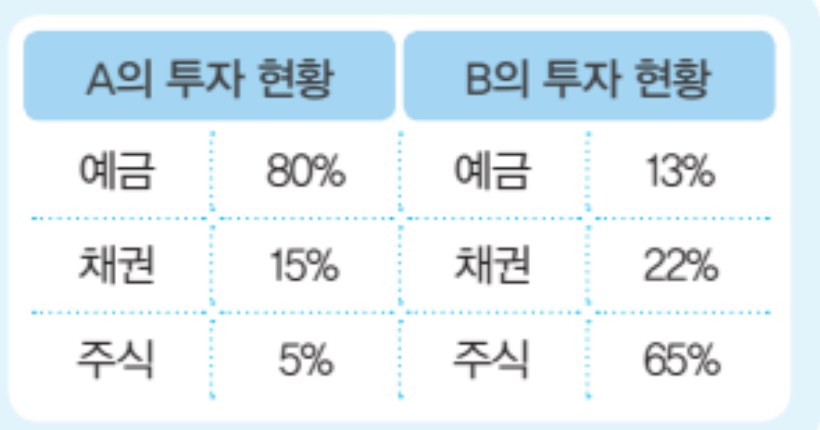 A의 투자 현황 B의 투자 현황
예금 80% 예금 13%
채권 15% 채권 22%
주식 5% 주식 65%